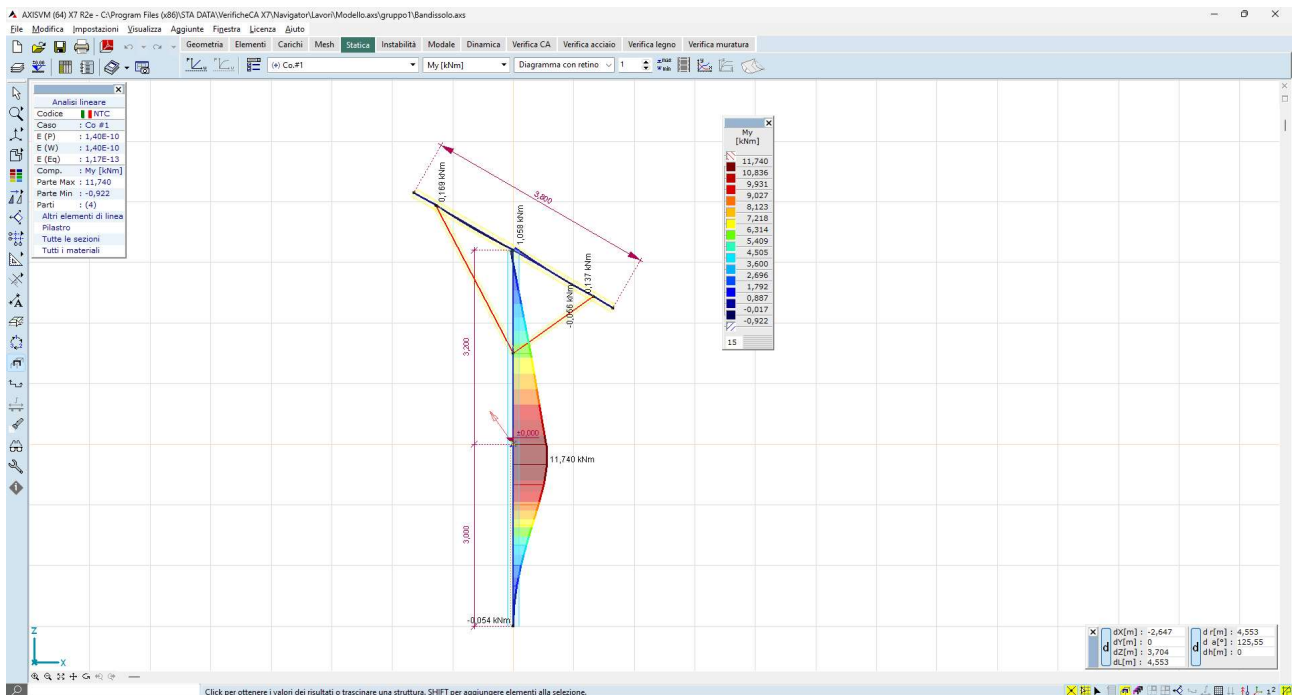 AXISVM (64) X7 R2e - C:\Program Files (x86)\STA DATA\VerificheCA X7\Navigator\Lavori\Modello.axs\gruppo1\Bandissolo.axs
File Modifica Impostazioni Visualizza Aggiunte Finestra Licenza Aiuto
Geometria Elementi Carichi Mesh Statica Instabilità Modale Dinamica Verifica CA Verifica acciaio Verifica legno Verifica muratura
(+) Co.#1 My [kNm] Diagramma con retino 1
Analisi lineare
Codice NTC
Caso : Co #1
E (P) : 1,40E-10
E (W) : 1,40E-10
E (Eq) : 1,17E-13
Comp. : My [kNm]
Parte Max : 11,740
Parte Min : -0,922
Parti : (4)
Altri elementi di linea
Pilastro
Tutte le sezioni
Tutti i materiali
My
[kNm]
11,740
10,836
9,931
9,027
8,123
7,218
6,314
5,409
4,505
3,600
2,696
1,792
0,887
-0,017
-0,922
15
0,169 kNm
3,800
1,058 kNm
0,137 kNm
-0,066 kNm
3,200
±0,000
11,740 kNm
3,000
-0,054 kNm
Z
X
dX[m] : -2,647
dY[m] : 0
dZ[m] : 3,704
dL[m] : 4,553
d
d r[m] : 4,553
d a[°] : 125,55
dh[m] : 0
d
Click per ottenere i valori dei risultati o trascinare una struttura. SHIFT per aggiungere elementi alla selezione.